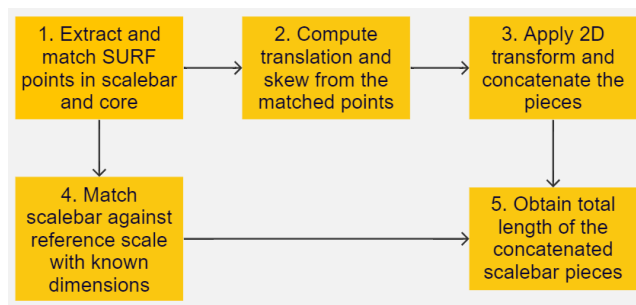 1. Extract and
match SURF
points in scalebar
and core
2. Compute
translation and
skew from the
matched points
3. Apply 2D
transform and
concatenate the
pieces
4. Match
scalebar against
reference scale
with known
dimensions
5. Obtain total
length of the
concatenated
scalebar pieces